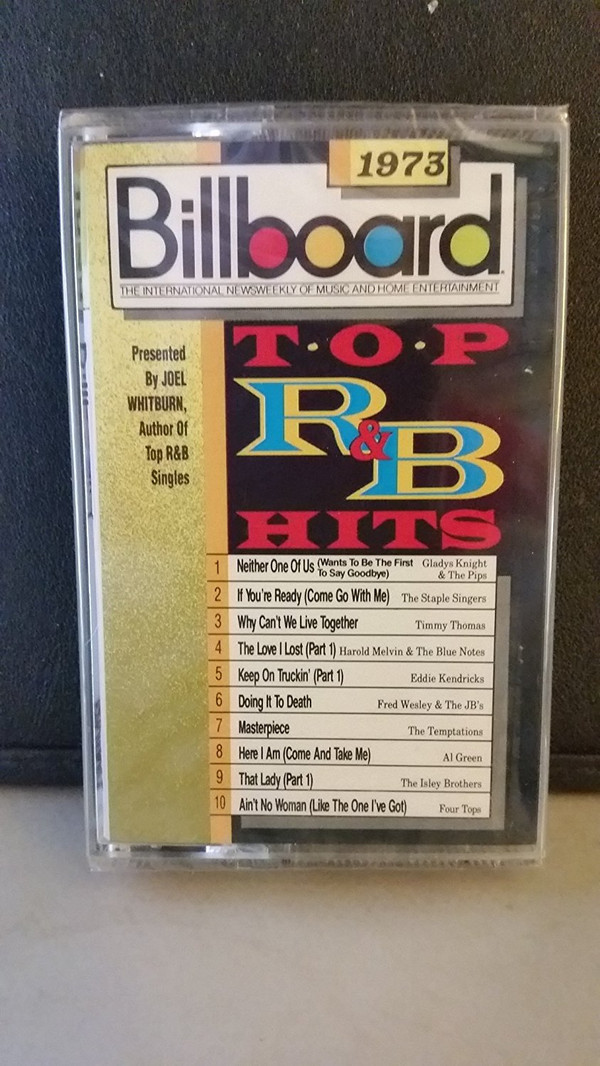 1973
Billboard
THE INTERNATIONAL NEWSWEEKLY OF MUSIC AND HOME ENTERTAINMENT
Presented
By JOEL
WHITBURN,
Author Of
Top R&B
Singles
T·O·P
R&B
HITS
1 Neither One Of Us (Wants To Be The First To Say Goodbye) Gladys Knight & The Pips
2 If You're Ready (Come Go With Me) The Staple Singers
3 Why Can't We Live Together Timmy Thomas
4 The Love I Lost (Part 1) Harold Melvin & The Blue Notes
5 Keep On Truckin' (Part 1) Eddie Kendricks
6 Doing It To Death Fred Wesley & The JB's
7 Masterpiece The Temptations
8 Here I Am (Come And Take Me) Al Green
9 That Lady (Part 1) The Isley Brothers
10 Ain't No Woman (Like The One I've Got) Four Tops